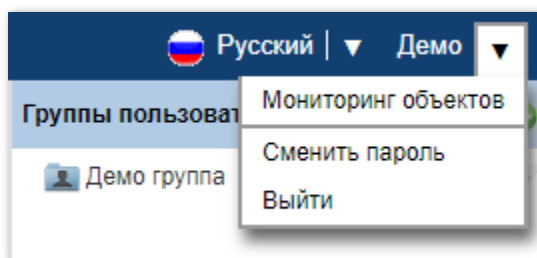 Русский | ▼ Демо ▼
Группы пользоват
Мониторинг объектов
Демо группа
Сменить пароль
Выйти